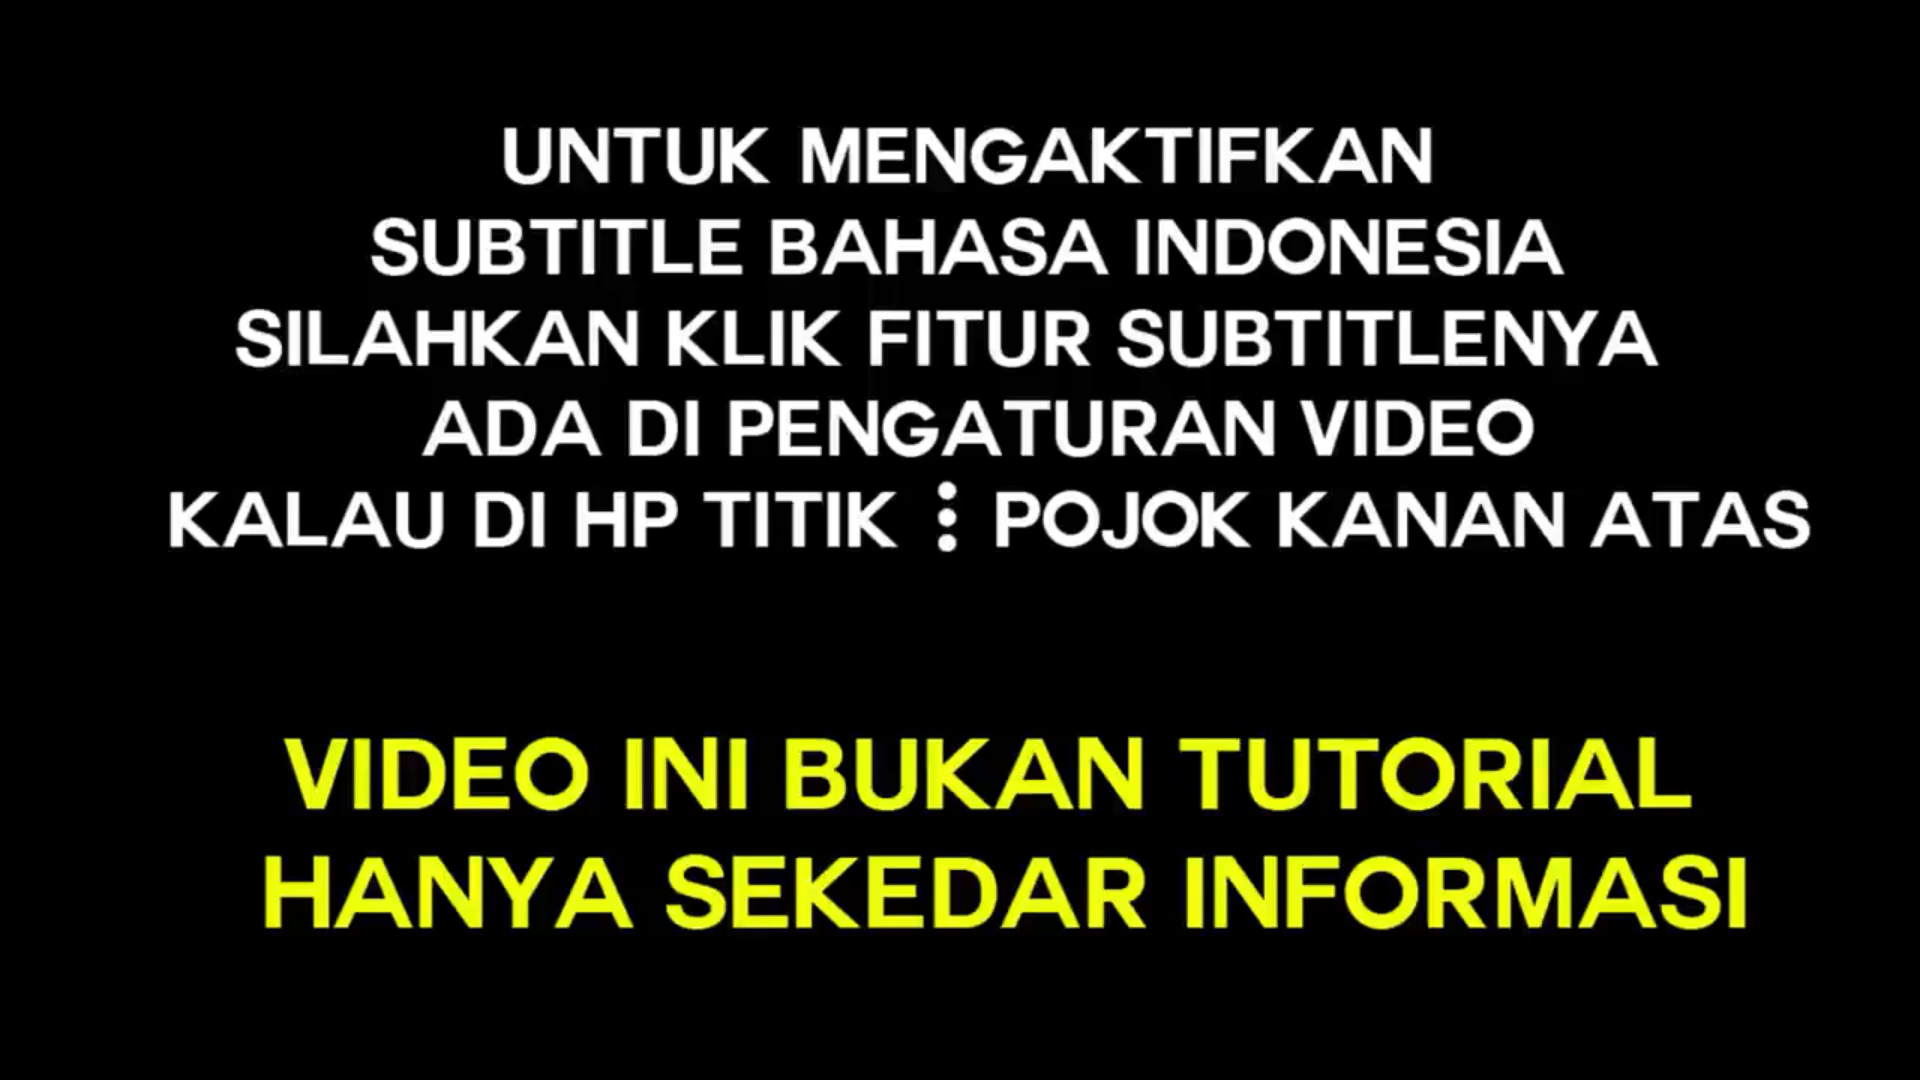 UNTUK MENGAKTIFKAN
SUBTITLE BAHASA INDONESIA
SILAHKAN KLIK FITUR SUBTITLENYA
ADA DI PENGATURAN VIDEO
KALAU DI HP TITIK ⋮ POJOK KANAN ATAS
VIDEO INI BUKAN TUTORIAL
HANYA SEKEDAR INFORMASI